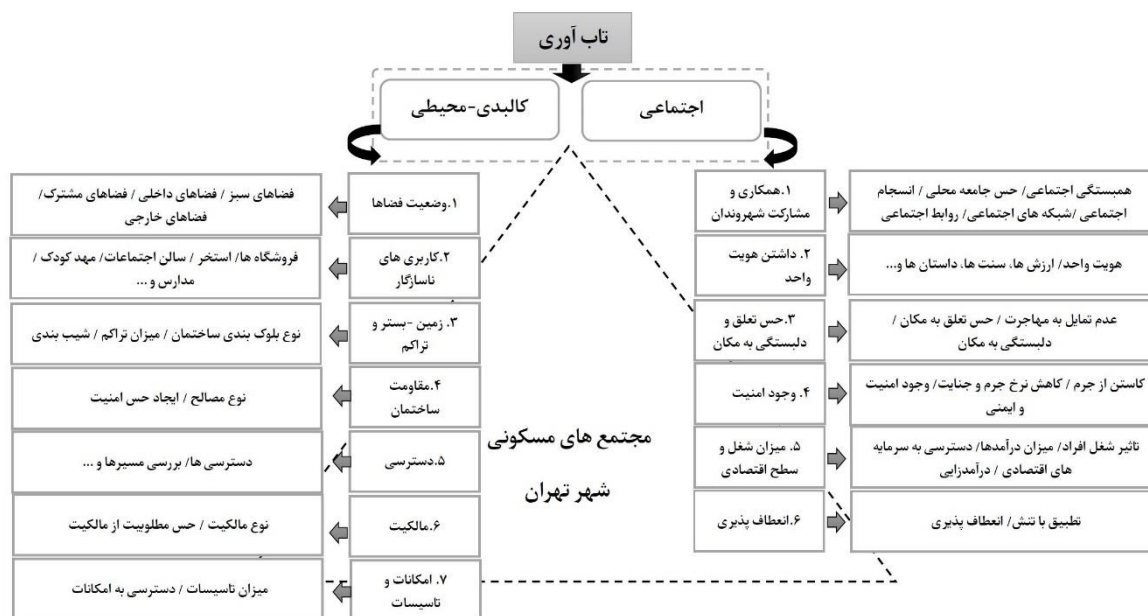 تاب آوری
اجتماعی
کالبدی-محیطی
۱.همکاری و
مشارکت شهروندان
همبستگی اجتماعی/ حس جامعه محلی / انسجام
اجتماعی /شبکه های اجتماعی/ روابط اجتماعی
۲. داشتن هویت
واحد
هویت واحد/ ارزش ها، سنت ها، داستان ها و...
۳.حس تعلق و
دلبستگی به مکان
عدم تمایل به مهاجرت / حس تعلق به مکان /
دلبستگی به مکان
۴. وجود امنیت
کاستن از جرم / کاهش نرخ جرم و جنایت/ وجود امنیت
و ایمنی
۵. میزان شغل و
سطح اقتصادی
تاثیر شغل افراد/ میزان درآمدها/ دسترسی به سرمایه
های اقتصادی / درآمدزایی
۶.انعطاف پذیری
تطبیق با تنش/ انعطاف پذیری
مجتمع های مسکونی
شهر تهران
۱.وضعیت فضاها
فضاهای سبز / فضاهای داخلی / فضاهای مشترک/
فضاهای خارجی
۲.کاربری های
ناسازگار
فروشگاه ها/ استخر / سالن اجتماعات/ مهد کودک /
مدارس و ...
۳. زمین -بستر و
تراکم
نوع بلوک بندی ساختمان / میزان تراکم / شیب بندی
۴.مقاومت
ساختمان
نوع مصالح / ایجاد حس امنیت
۵.دسترسی
دسترسی ها/ بررسی مسیرها و ...
۶.مالکیت
نوع مالکیت / حس مطلوبیت از مالکیت
۷. امکانات و
تاسیسات
میزان تاسیسات / دسترسی به امکانات